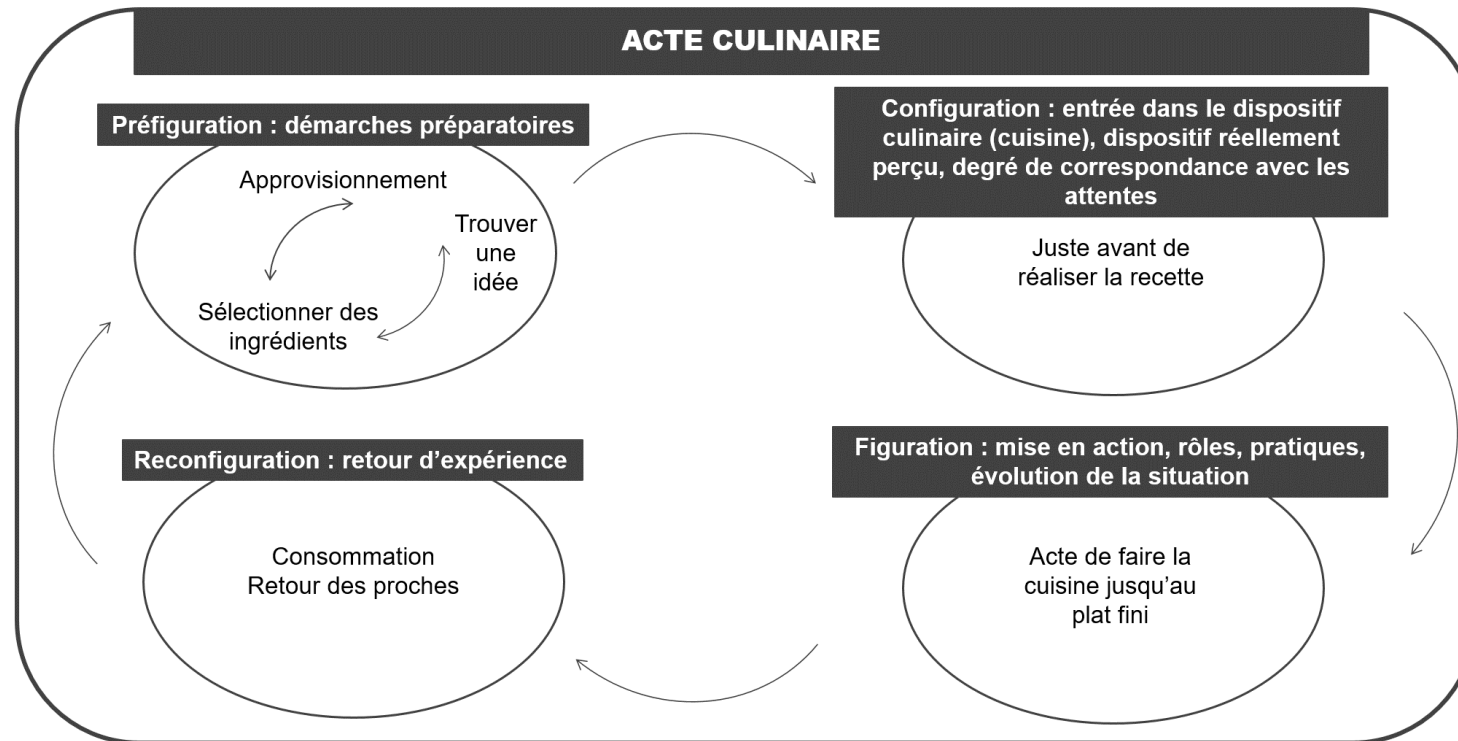 ACTE CULINAIRE
Préfiguration : démarches préparatoires
Approvisionnement
Trouver
une
idée
Sélectionner des
ingrédients
Configuration : entrée dans le dispositif
culinaire (cuisine), dispositif réellement
perçu, degré de correspondance avec les
attentes
Juste avant de
réaliser la recette
Reconfiguration : retour d’expérience
Consommation
Retour des proches
Figuration : mise en action, rôles, pratiques,
évolution de la situation
Acte de faire la
cuisine jusqu’au
plat fini